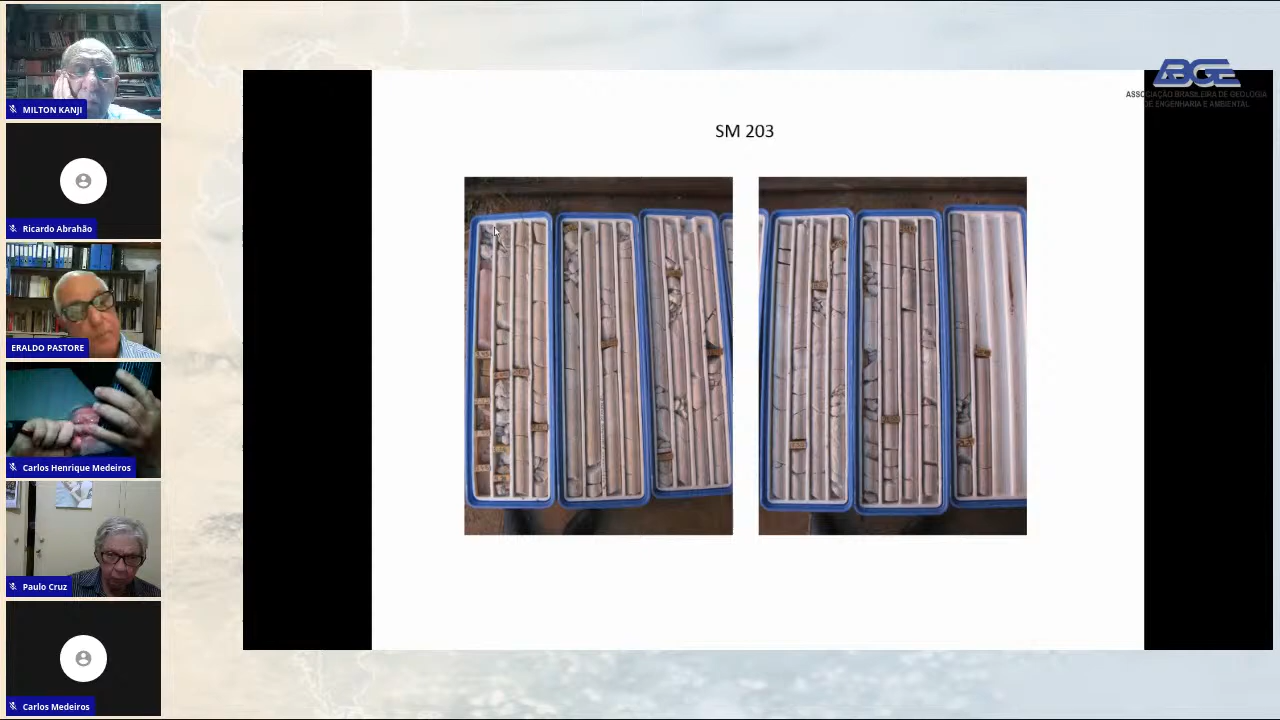 MILTON KANJI
Ricardo Abrahão
ERALDO PASTORE
Carlos Henrique Medeiros
Paulo Cruz
Carlos Medeiros
ABGE
ASSOCIAÇÃO BRASILEIRA DE GEOLOGIA
DE ENGENHARIA E AMBIENTAL
SM 203